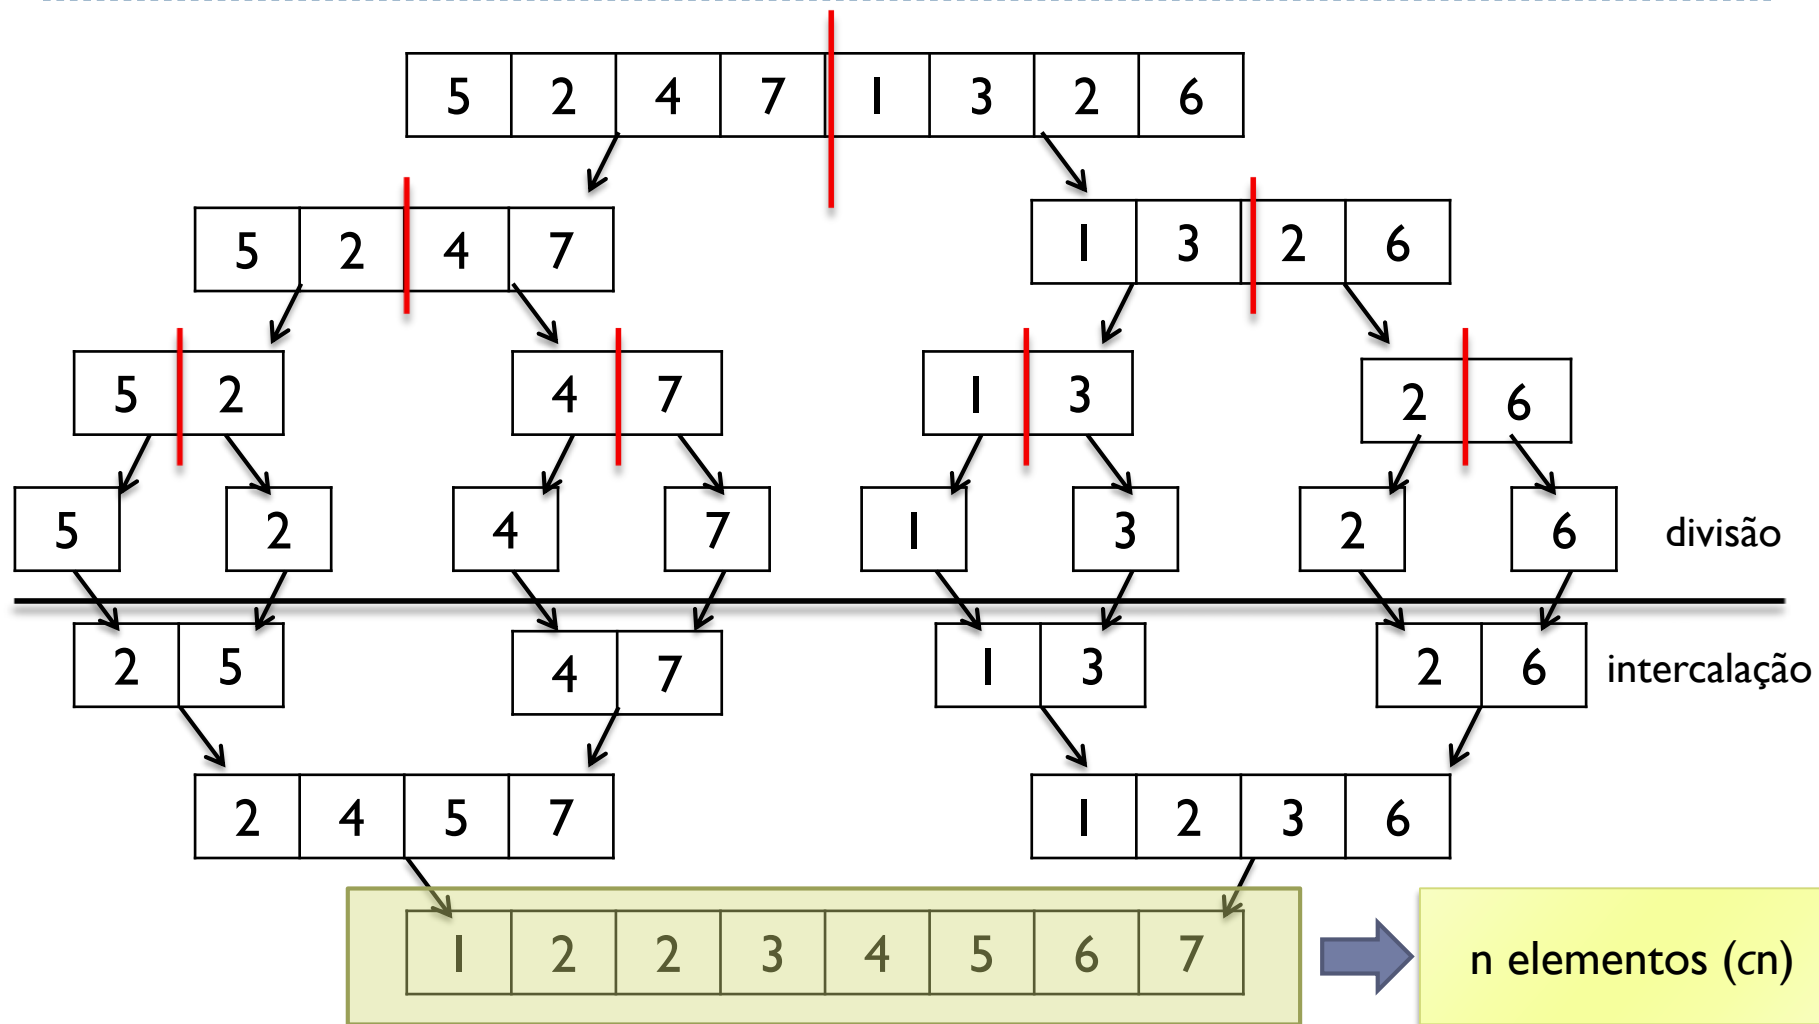 5 2 4 7 1 3 2 6
5 2 4 7 1 3 2 6
5 2 4 7 1 3 2 6
5 2 4 7 1 3 2 6 divisão
2 5 4 7 1 3 2 6 intercalação
2 4 5 7 1 2 3 6
1 2 2 3 4 5 6 7 n elementos (cn)